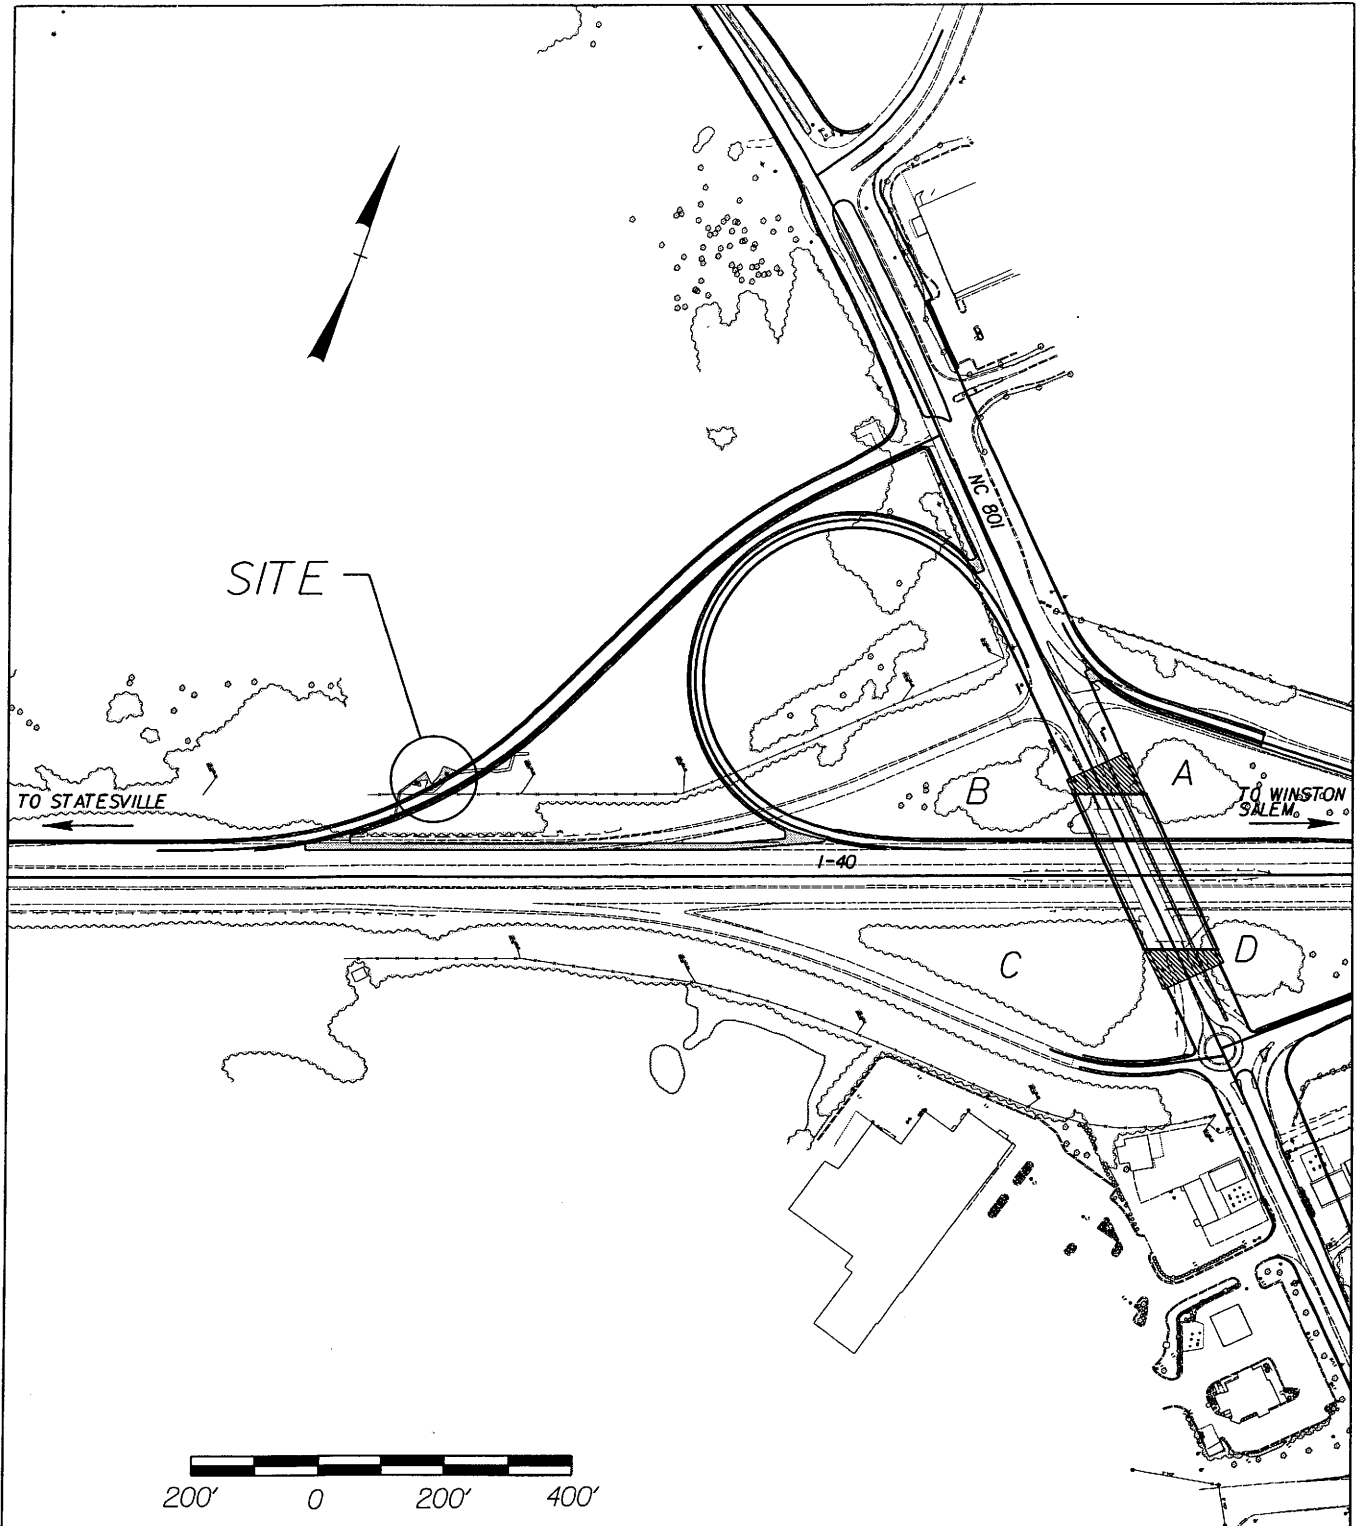 NC 801
SITE
A
B
TO STATESVILLE
TO WINSTON
SALEM
I-40
C
D
200' 0 200' 400'